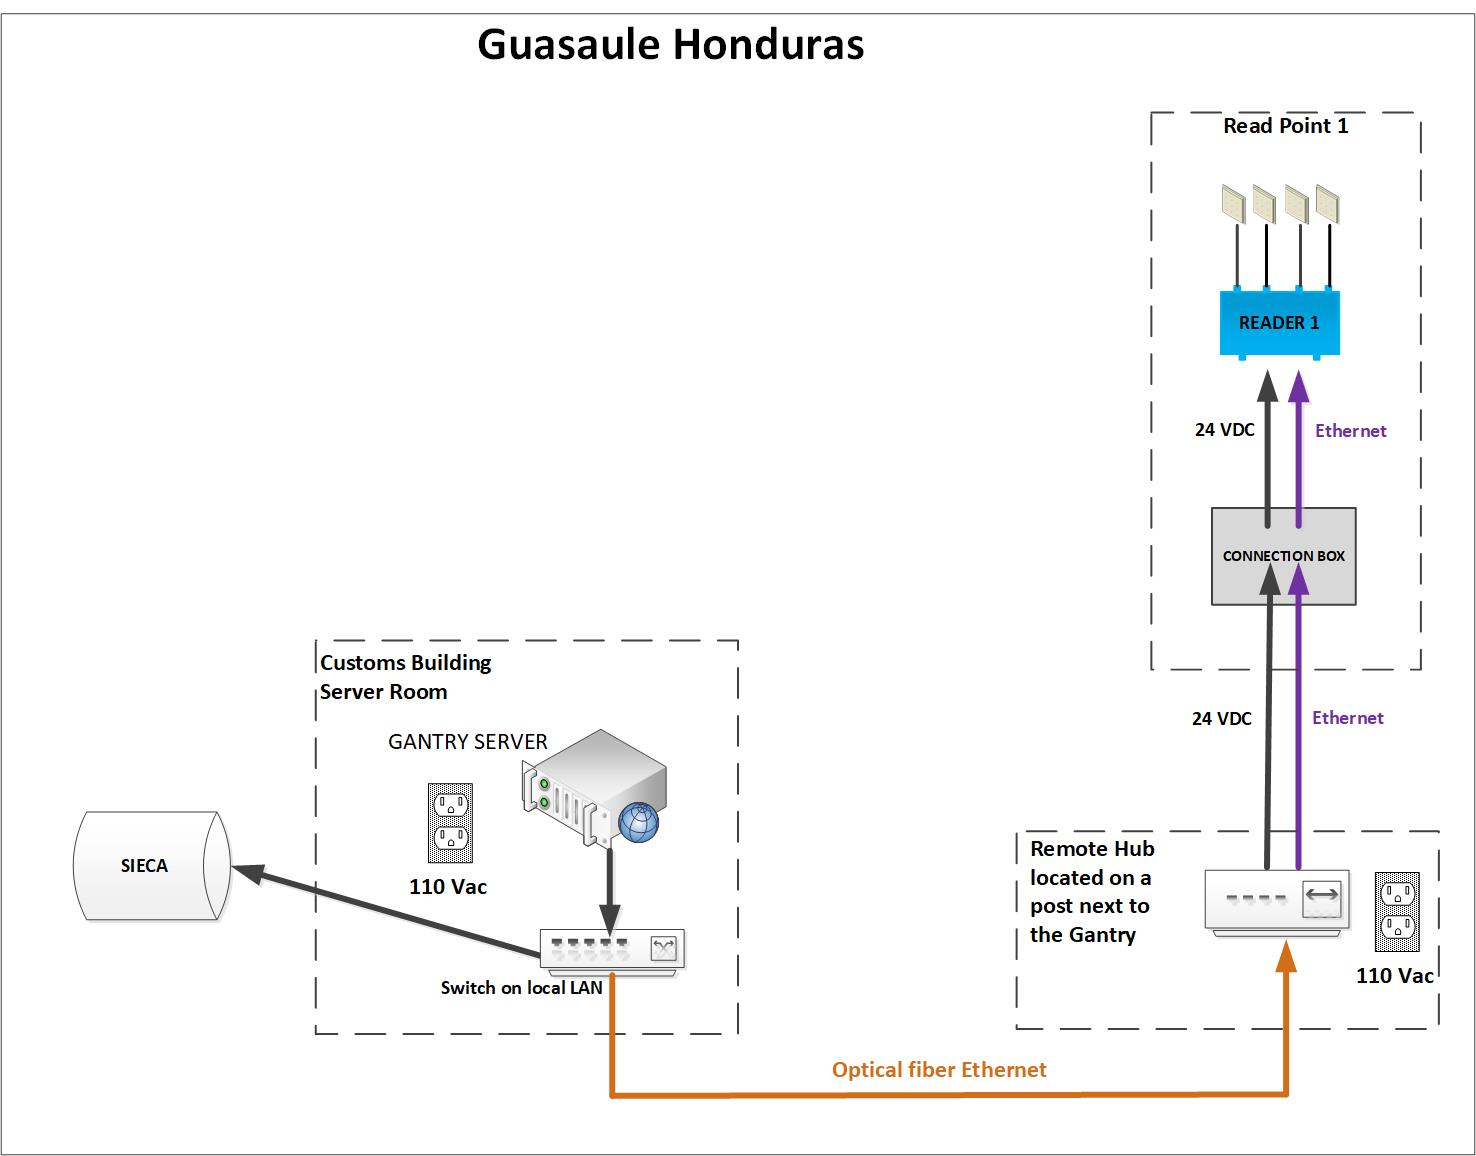 Guasaule Honduras
Read Point 1
READER 1
24 VDC
Ethernet
CONNECTION BOX
24 VDC
Ethernet
Customs Building
Server Room
GANTRY SERVER
110 Vac
SIECA
Switch on local LAN
Remote Hub
located on a
post next to
the Gantry
110 Vac
Optical fiber Ethernet